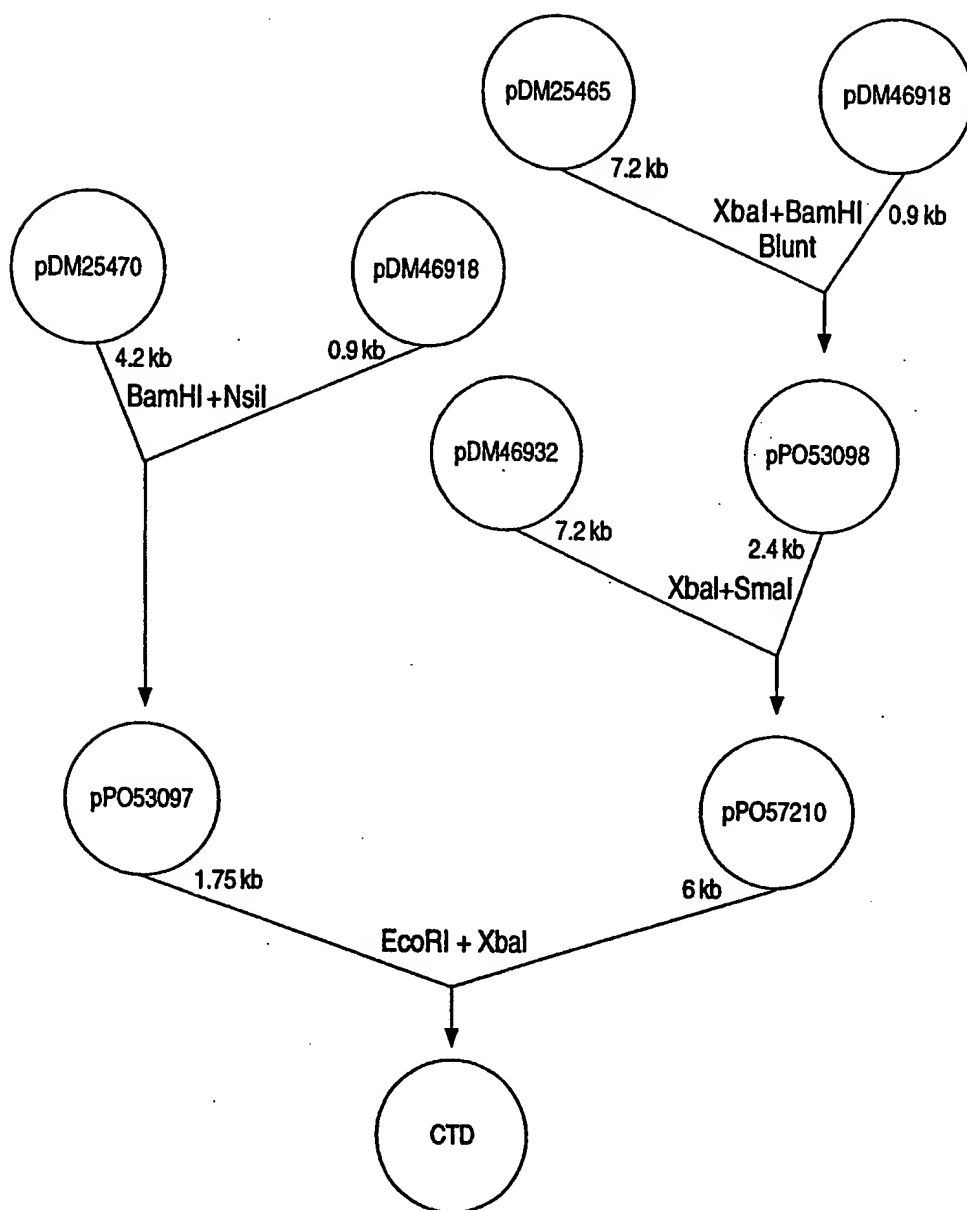 pDM25465
pDM46918
7.2 kb
XbaI+BamHI
0.9 kb
Blunt
pDM25470
pDM46918
4.2 kb
0.9 kb
BamHI+NsiI
pDM46932
pPO53098
7.2 kb
2.4 kb
XbaI+SmaI
pPO53097
pPO57210
1.75 kb
6 kb
EcoRI + XbaI
CTD